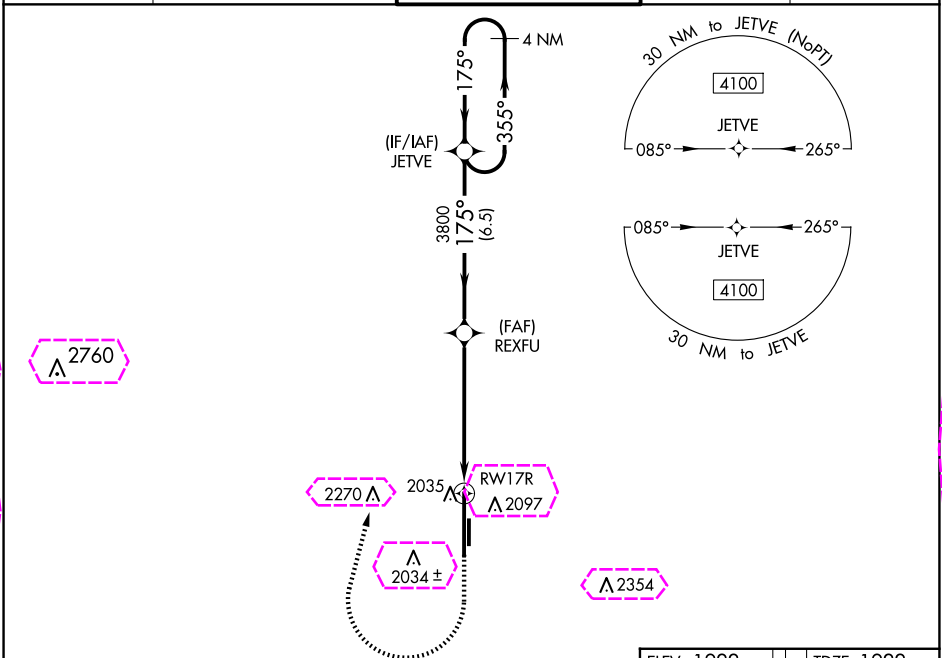 4 NM
175°
355°
(IF/IAF)
JETVE
3800
175°
(6.5)
(FAF)
REXFU
30 NM to JETVE (NoPT)
4100
JETVE
085°
265°
085°
265°
JETVE
4100
30 NM to JETVE
2760
2270
2035
RW17R
2097
2034 ±
2354